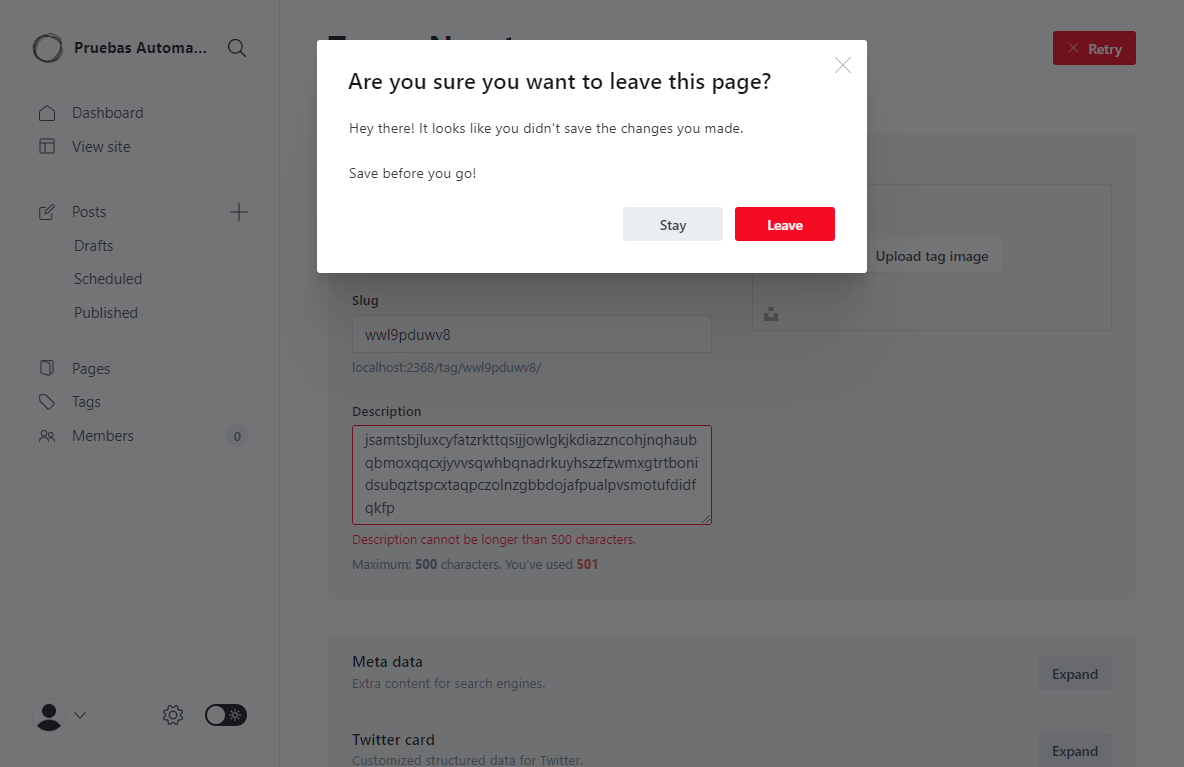 Pruebas Automa...
Dashboard
View site
Posts
Drafts
Scheduled
Published
Pages
Tags
Members
0
Retry
Are you sure you want to leave this page?
Hey there! It looks like you didn't save the changes you made.
Save before you go!
Stay
Leave
Upload tag image
Slug
wwl9pduwv8
localhost:2368/tag/wwl9pduwv8/
Description
jsamtsbjluxcyfatzrkttqsijjowlgkjkdiazzncohjnqhaub
qbmoxqqcxjyvvsqwhbqnadrkuyhszzfzwmxgtrtboni
dsubqztspcxtaqpczolnzgbbdojafpualpvsmotufdidf
qkfp
Description cannot be longer than 500 characters.
Maximum: 500 characters. You've used 501
Meta data
Extra content for search engines.
Expand
Twitter card
Customized structured data for Twitter.
Expand